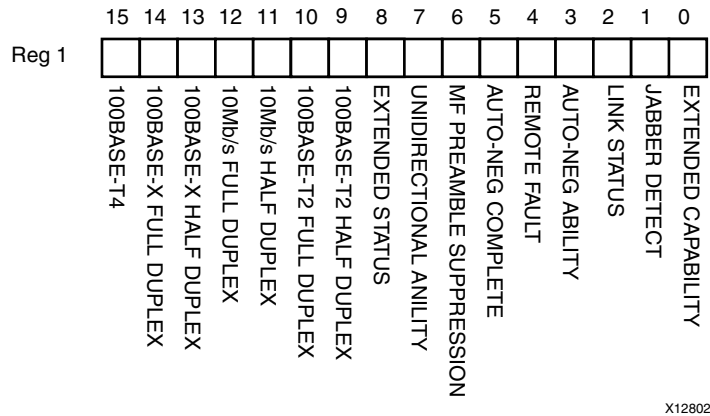 15 14 13 12 11 10 9 8 7 6 5 4 3 2 1 0
Reg 1
100BASE-T4
100BASE-X FULL DUPLEX
100BASE-X HALF DUPLEX
10Mb/s FULL DUPLEX
10Mb/s HALF DUPLEX
100BASE-T2 FULL DUPLEX
100BASE-T2 HALF DUPLEX
EXTENDED STATUS
UNIDIRECTIONAL ANILITY
MF PREAMBLE SUPPRESSION
AUTO-NEG COMPLETE
REMOTE FAULT
AUTO-NEG ABILITY
LINK STATUS
JABBER DETECT
EXTENDED CAPABILITY
X12802